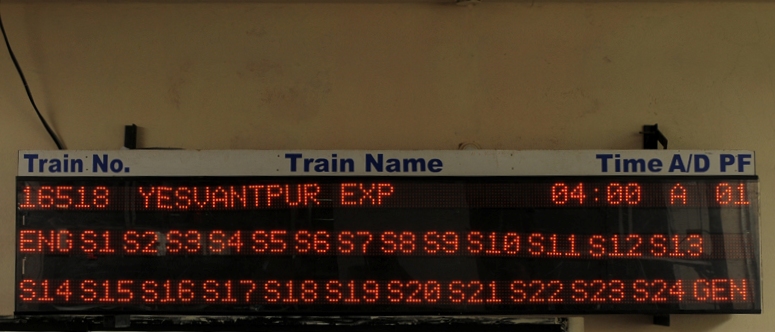 Train No. Train Name Time A/D PF
16518 YESVANTPUR EXP 04:00 A 01
ENG S1 S2 S3 S4 S5 S6 S7 S8 S9 S10 S11 S12 S13
S14 S15 S16 S17 S18 S19 S20 S21 S22 S23 S24 GEN